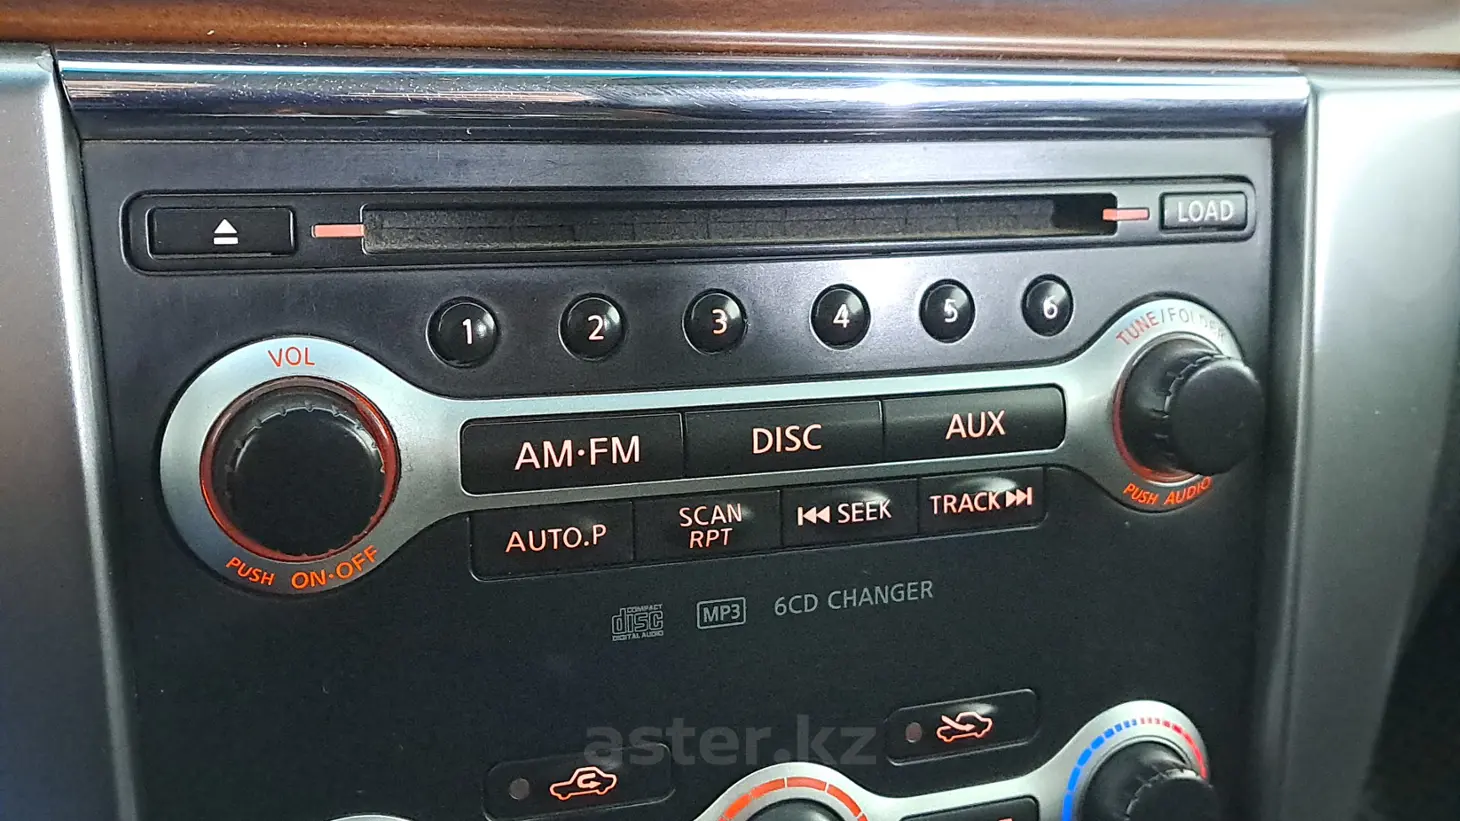 LOAD
1 2 3 4 5 6
VOL
TUNE/FOLDER
AM·FM DISC AUX
PUSH AUDIO
AUTO.P SCAN RPT SEEK TRACK
PUSH ON·OFF
COMPACT disc DIGITAL AUDIO MP3 6CD CHANGER
aster.kz